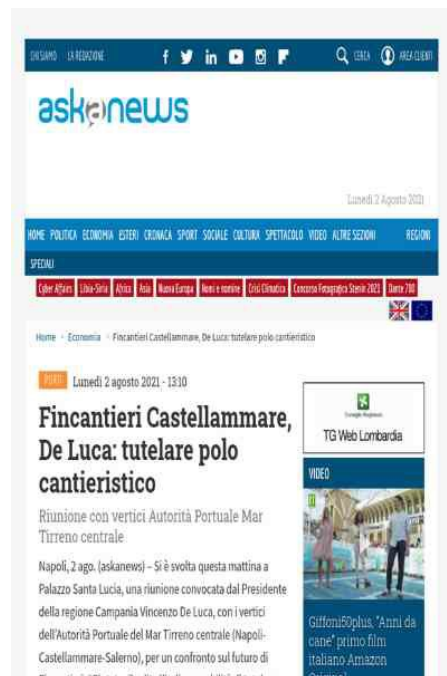 CHI SIAMO LA REDAZIONE CERCA AREA CLIENTI
askanews
Lunedì 2 Agosto 2021
HOME POLITICA ECONOMIA ESTERI CRONACA SPORT SOCIALE CULTURA SPETTACOLO VIDEO ALTRE SEZIONI REGIONI
SPECIALI
Cyber Affairs Libia-Siria Africa Asia Nuova Europa Nomi e nomine Crisi Climatica Concorso Fotografico Stenin 2021 Dante 700
Home Economia Fincantieri Castellammare, De Luca: tutelare polo cantieristico
PORTI Lunedì 2 agosto 2021 - 13:10
Fincantieri Castellammare,
De Luca: tutelare polo
cantieristico
Riunione con vertici Autorità Portuale Mar
Tirreno centrale
Napoli, 2 ago. (askanews) – Si è svolta questa mattina a
Palazzo Santa Lucia, una riunione convocata dal Presidente
della regione Campania Vincenzo De Luca, con i vertici
dell'Autorità Portuale del Mar Tirreno centrale (Napoli-
Castellammare-Salerno), per un confronto sul futuro di
Consiglio Regionale
TG Web Lombardia
VIDEO
Giffoni50plus, "Anni da
cane" primo film
italiano Amazon